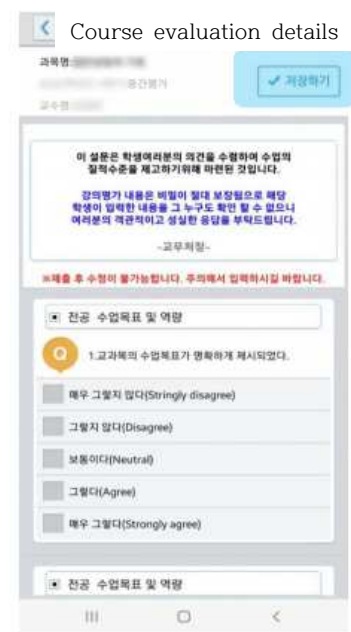 Course evaluation details
과목명:
중간평가
✔ 저장하기
교수명:
이 설문은 학생여러분의 의견을 수렴하여 수업의
질적수준을 제고하기위해 마련된 것입니다.
강의평가 내용은 비밀이 절대 보장됨으로 해당
학생이 입력한 내용을 그 누구도 확인 할 수 없으니
여러분의 객관적이고 성실한 응답을 부탁드립니다.
-교무처장-
※제출 후 수정이 불가능합니다. 주의해서 입력하시길 바랍니다.
전공 수업목표 및 역량
Q 1.교과목의 수업목표가 명확하게 제시되었다.
매우 그렇지 않다(Stringly disagree)
그렇지 않다(Disagree)
보통이다(Neutral)
그렇다(Agree)
매우 그렇다(Strongly agree)
전공 수업목표 및 역량